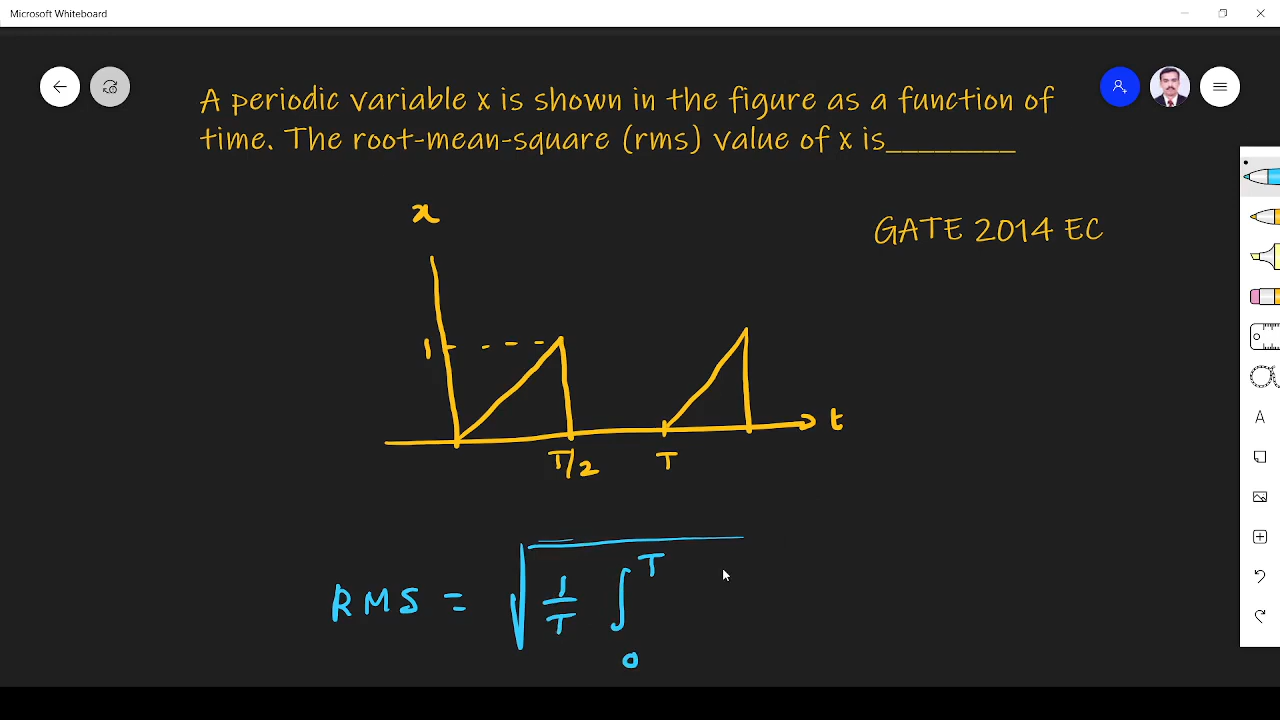 Microsoft Whiteboard
A periodic variable x is shown in the figure as a function of
time. The root-mean-square (rms) value of x is________
x
GATE 2014 EC
1
t
T/2
T
RMS = √ 1/T ∫ T
0
A